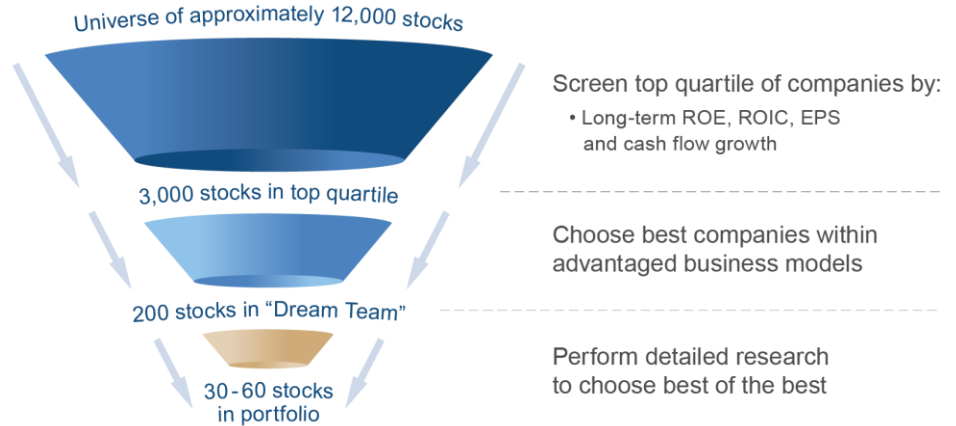 Universe of approximately 12,000 stocks
Screen top quartile of companies by:
• Long-term ROE, ROIC, EPS
and cash flow growth
3,000 stocks in top quartile
Choose best companies within
advantaged business models
200 stocks in “Dream Team”
Perform detailed research
to choose best of the best
30-60 stocks
in portfolio